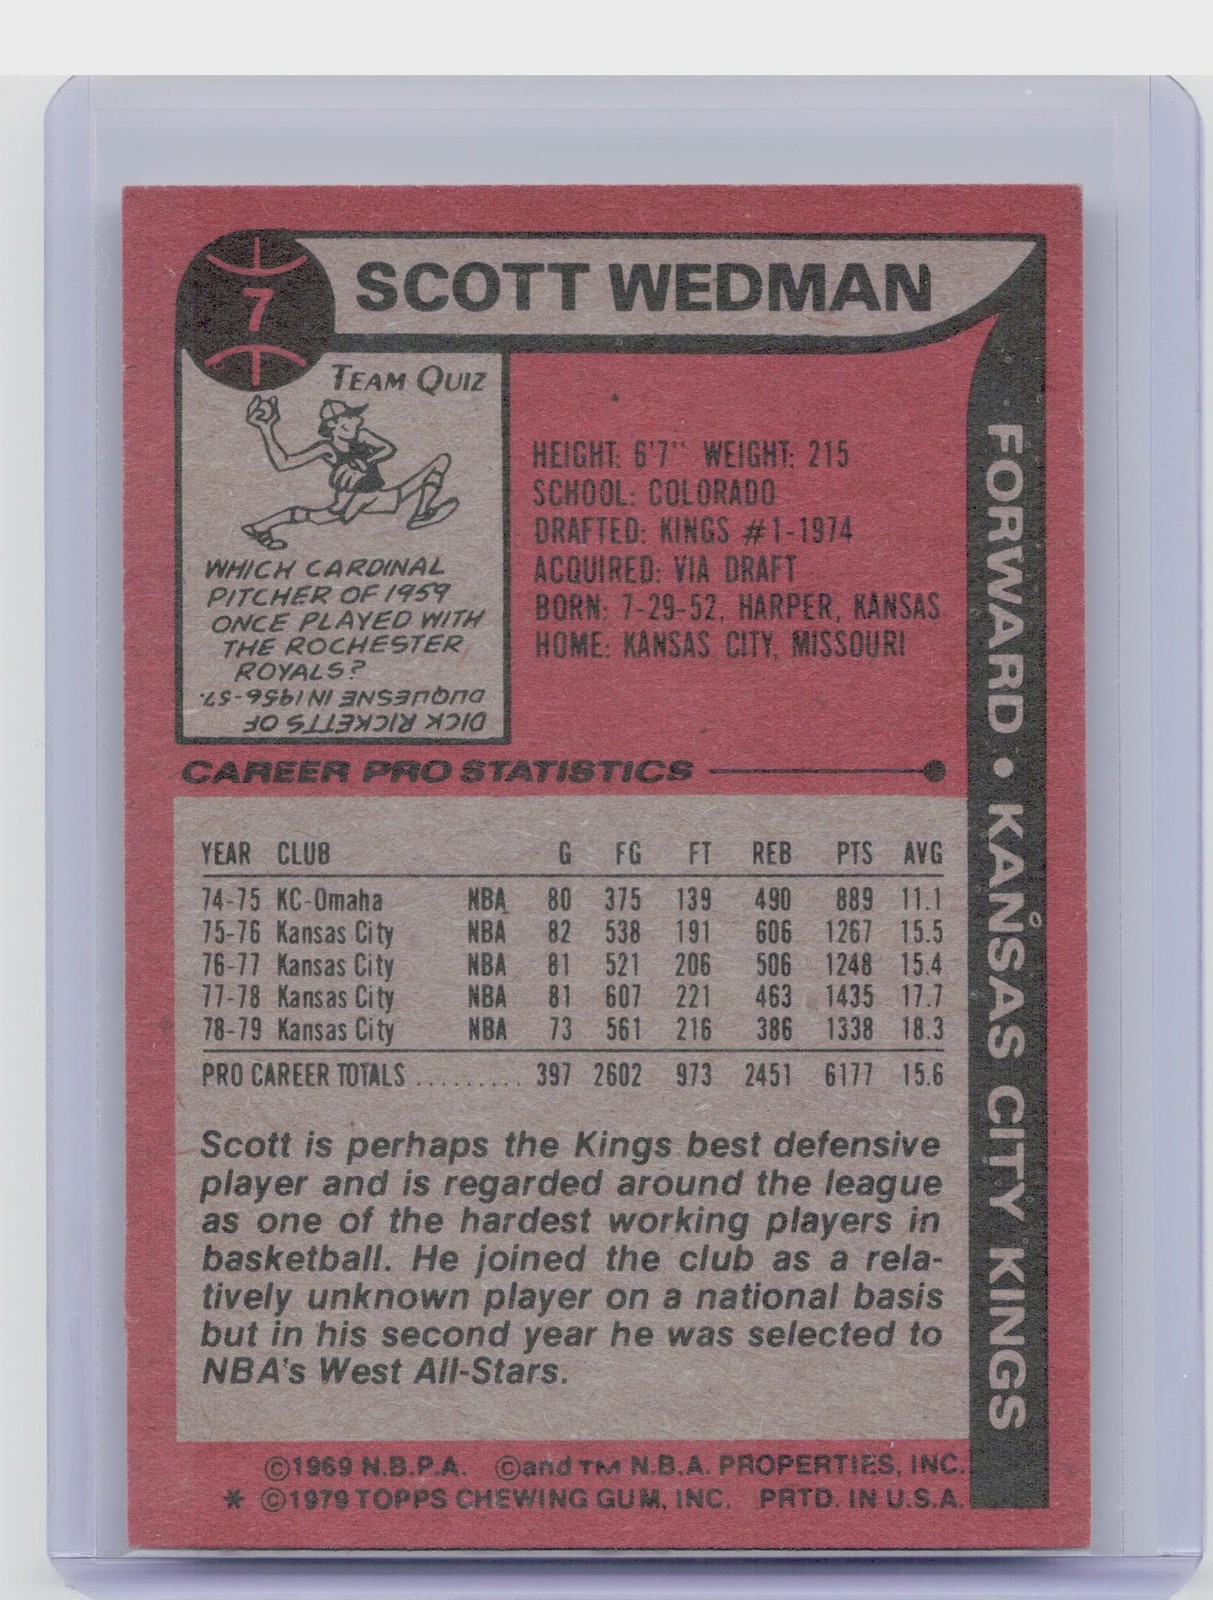 7
SCOTT WEDMAN
TEAM QUIZ
WHICH CARDINAL
PITCHER OF 1959
ONCE PLAYED WITH
THE ROCHESTER
ROYALS?
DICK RICKETTS OF
DUQUESNE IN 1956-57.
HEIGHT: 6'7" WEIGHT: 215
SCHOOL: COLORADO
DRAFTED: KINGS #1-1974
ACQUIRED: VIA DRAFT
BORN: 7-29-52, HARPER, KANSAS
HOME: KANSAS CITY, MISSOURI
FORWARD • KANSAS CITY KINGS
CAREER PRO STATISTICS
YEAR CLUB G FG FT REB PTS AVG
74-75 KC-Omaha NBA 80 375 139 490 889 11.1
75-76 Kansas City NBA 82 538 191 606 1267 15.5
76-77 Kansas City NBA 81 521 206 506 1248 15.4
77-78 Kansas City NBA 81 607 221 463 1435 17.7
78-79 Kansas City NBA 73 561 216 386 1338 18.3
PRO CAREER TOTALS ......... 397 2602 973 2451 6177 15.6
Scott is perhaps the Kings best defensive
player and is regarded around the league
as one of the hardest working players in
basketball. He joined the club as a rela-
tively unknown player on a national basis
but in his second year he was selected to
NBA's West All-Stars.
©1969 N.B.P.A. ©and TM N.B.A. PROPERTIES, INC.
* ©1979 TOPPS CHEWING GUM, INC. PRTD. IN U.S.A.